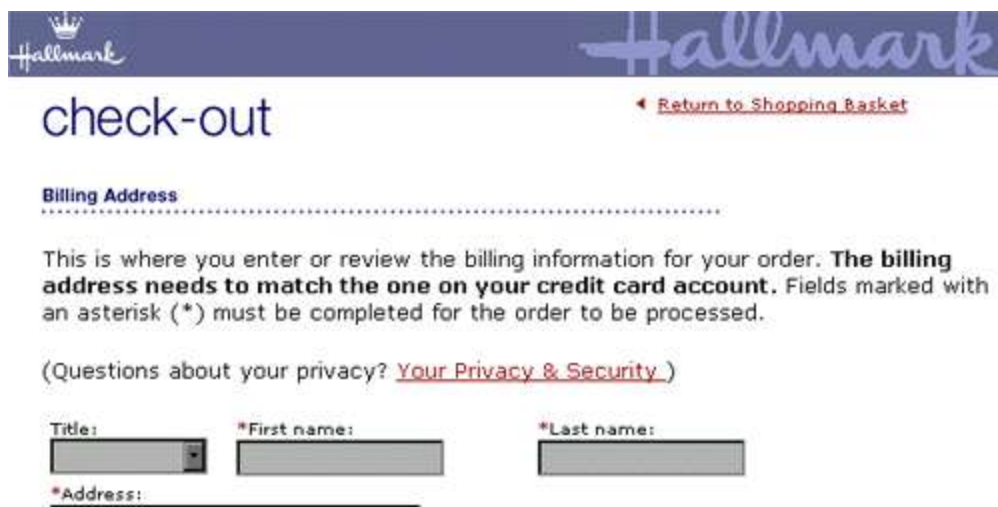 Hallmark
Hallmark
check-out
Return to Shopping Basket
Billing Address
This is where you enter or review the billing information for your order. The billing
address needs to match the one on your credit card account. Fields marked with
an asterisk (*) must be completed for the order to be processed.
(Questions about your privacy? Your Privacy & Security )
Title: *First name: *Last name:
*Address: